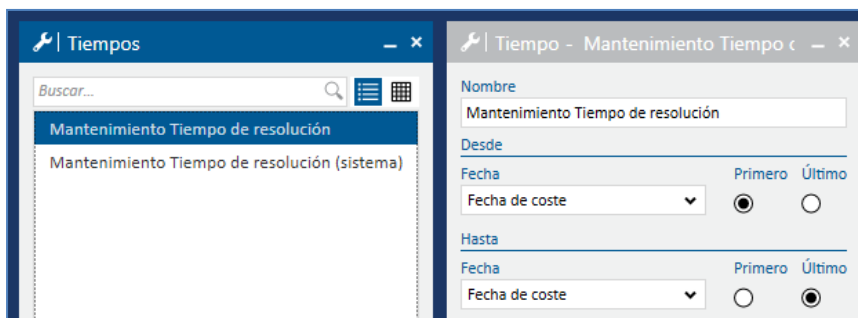 Tiempos
Buscar...
Mantenimiento Tiempo de resolución
Mantenimiento Tiempo de resolución (sistema)
Tiempo - Mantenimiento Tiempo
Nombre
Mantenimiento Tiempo de resolución
Desde
Fecha Primero Último
Fecha de coste
Hasta
Fecha Primero Último
Fecha de coste